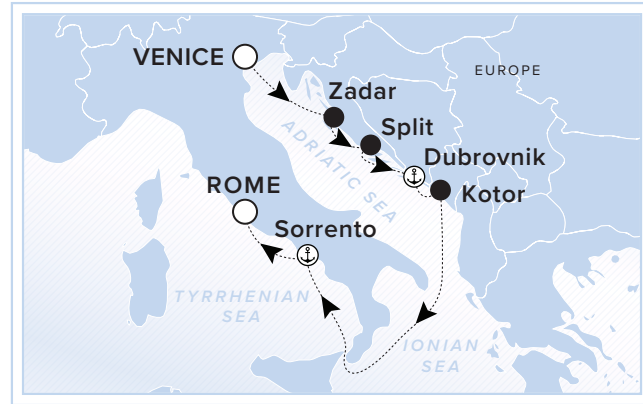 VENICE
EUROPE
Zadar
Split
ADRIATIC SEA
Dubrovnik
ROME
Kotor
Sorrento
TYRRHENIAN
SEA
IONIAN
SEA